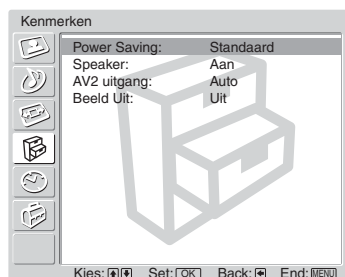 Kenmerken
Power Saving: Standaard
Speaker: Aan
AV2 uitgang: Auto
Beeld Uit: Uit
Kies: Set: OK Back: End: MENU